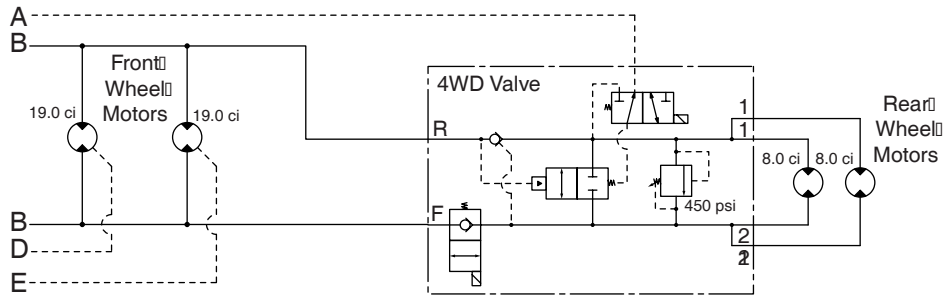 A
B
Front
Wheel
Motors
19.0 ci
19.0 ci
4WD Valve
R
1
1
Rear
Wheel
Motors
8.0 ci
8.0 ci
450 psi
B
F
D
2
E